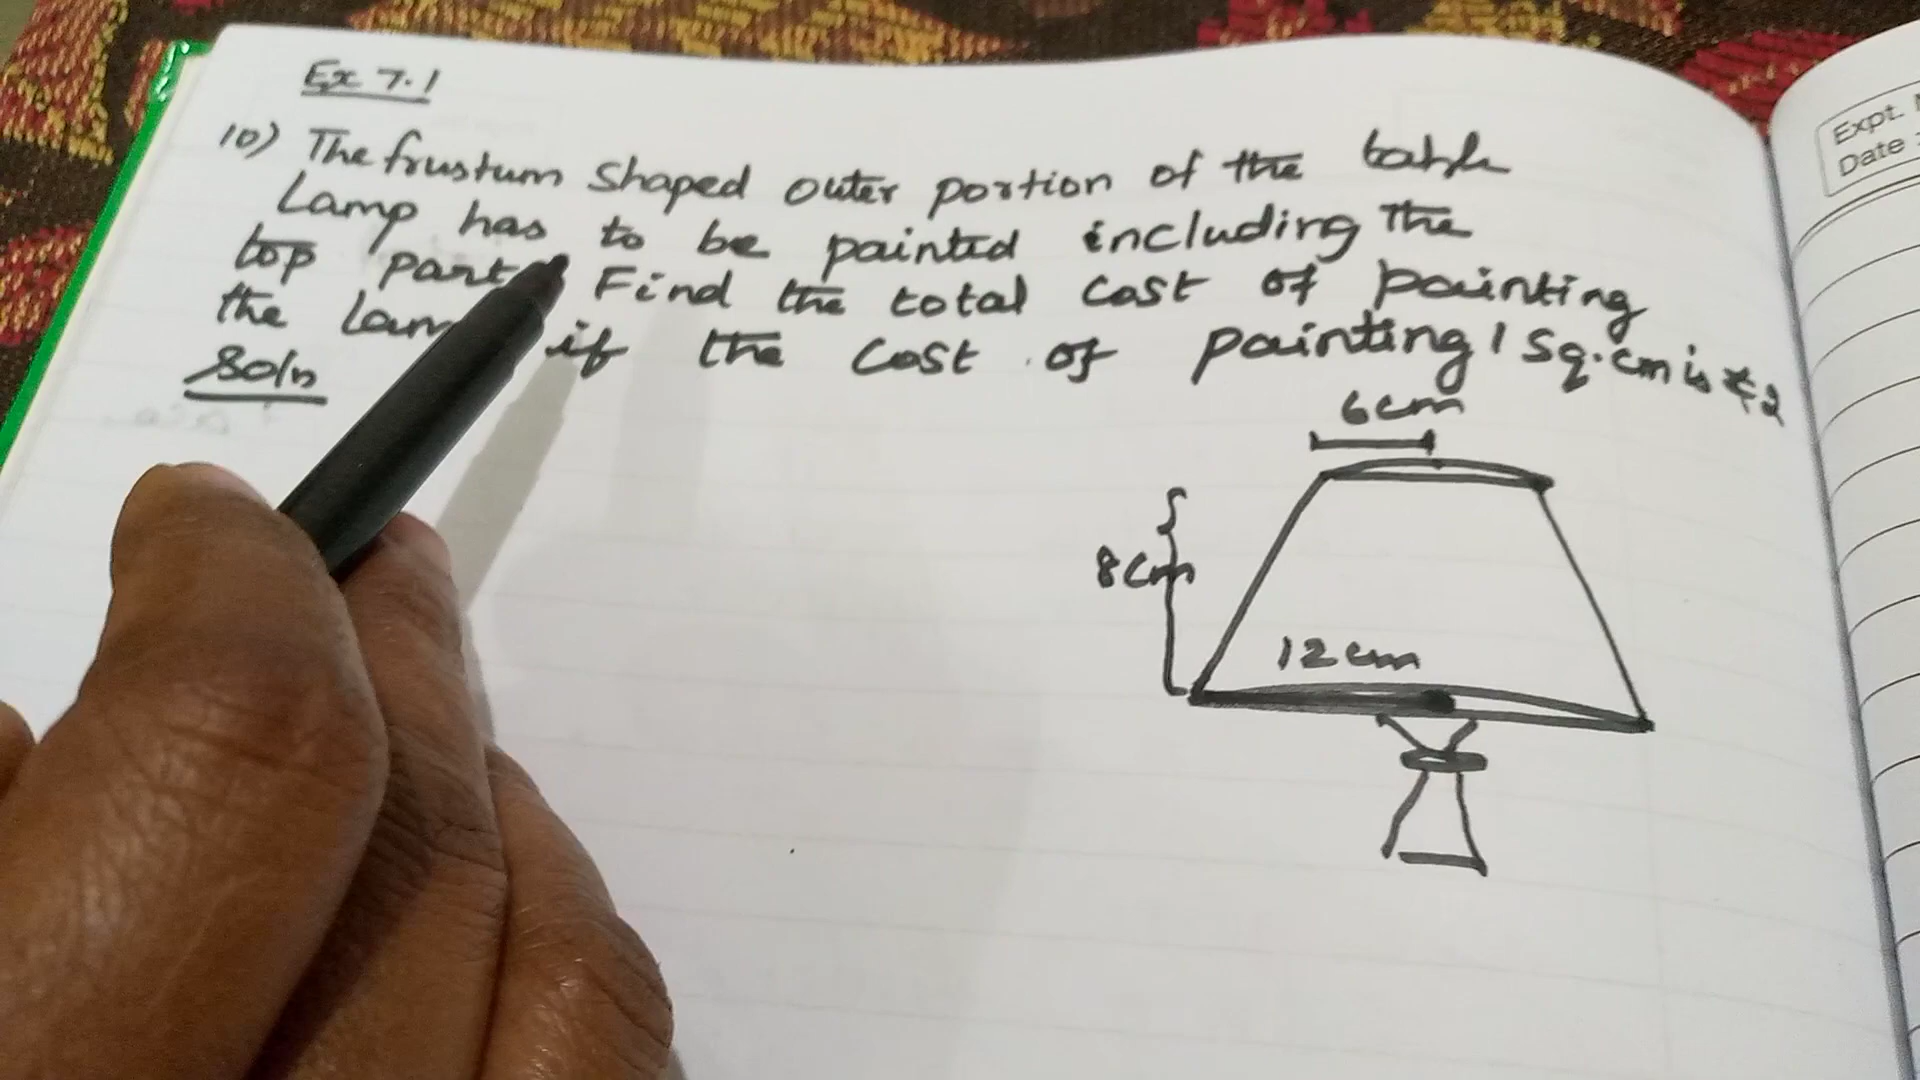 Ex 7.1
10) The frustum shaped outer portion of the table
Lamp has to be painted including the
top part. Find the total cost of painting
the lam if the cost of painting 1 sq.cm is ₹2
Soln
6cm
8cm
12cm
Expt.
Date